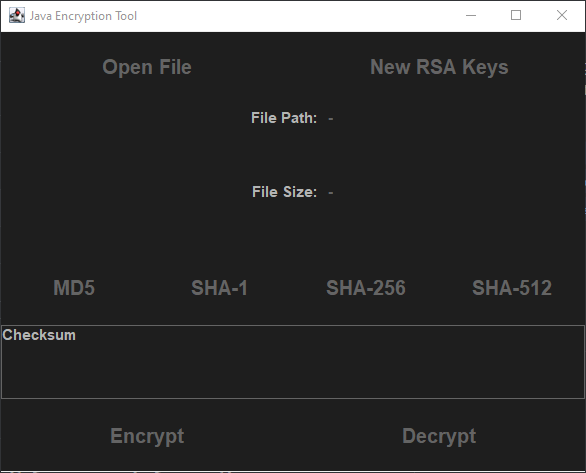 Java Encryption Tool
Open File New RSA Keys
File Path: -
File Size: -
MD5 SHA-1 SHA-256 SHA-512
Checksum
Encrypt Decrypt